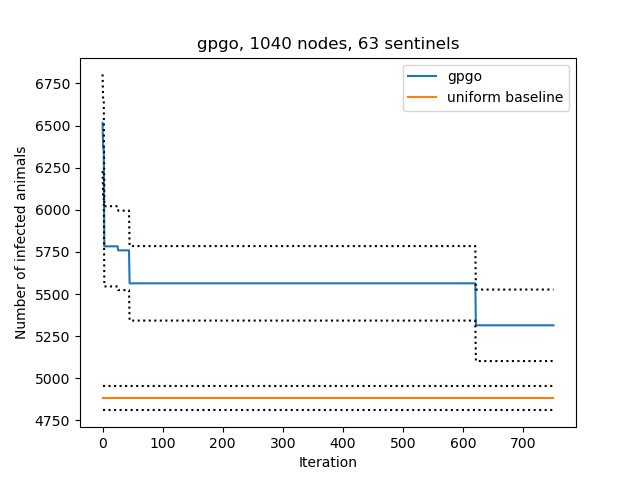 gpgo, 1040 nodes, 63 sentinels
gpgo
uniform baseline
Number of infected animals
6750
6500
6250
6000
5750
5500
5250
5000
4750
0 100 200 300 400 500 600 700
Iteration